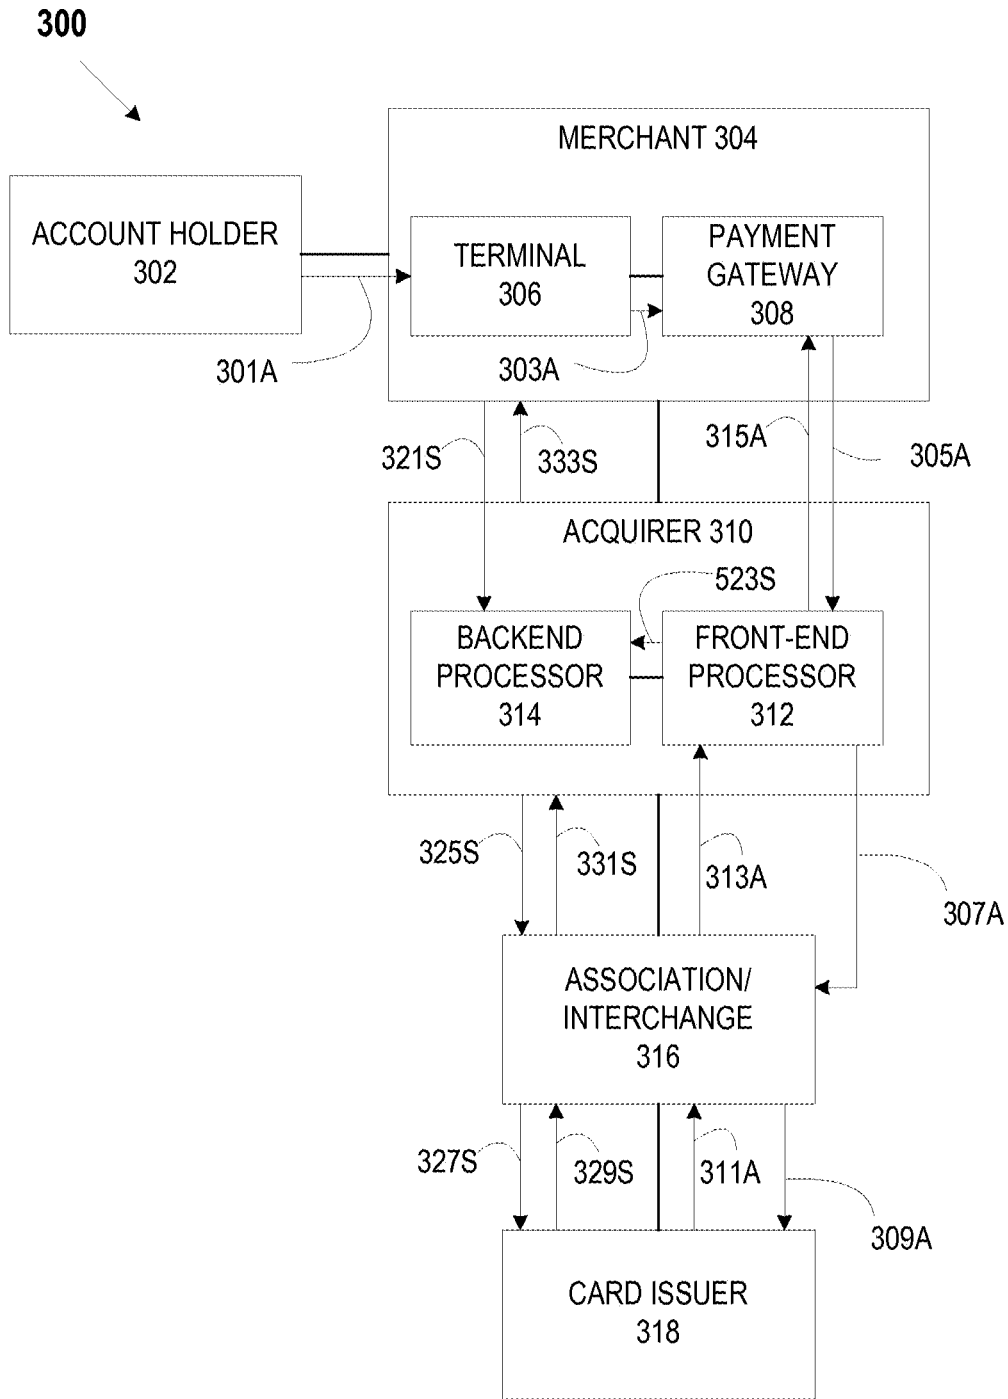 300
MERCHANT 304
ACCOUNT HOLDER
302
TERMINAL
306
PAYMENT
GATEWAY
308
301A
303A
321S
333S
315A
305A
ACQUIRER 310
523S
BACKEND
PROCESSOR
314
FRONT-END
PROCESSOR
312
325S
331S
313A
307A
ASSOCIATION/
INTERCHANGE
316
327S
329S
311A
309A
CARD ISSUER
318